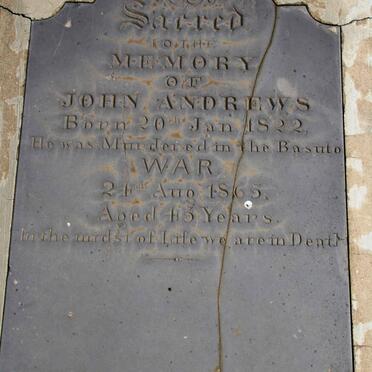 Sacred
TO THE
MEMORY
OF
JOHN ANDREWS
Born 20th Jan 1822,
He was Murdered in the Basuto
WAR
24th Aug 1865.
Aged 43 Years.
In the midst of Life we are in Death